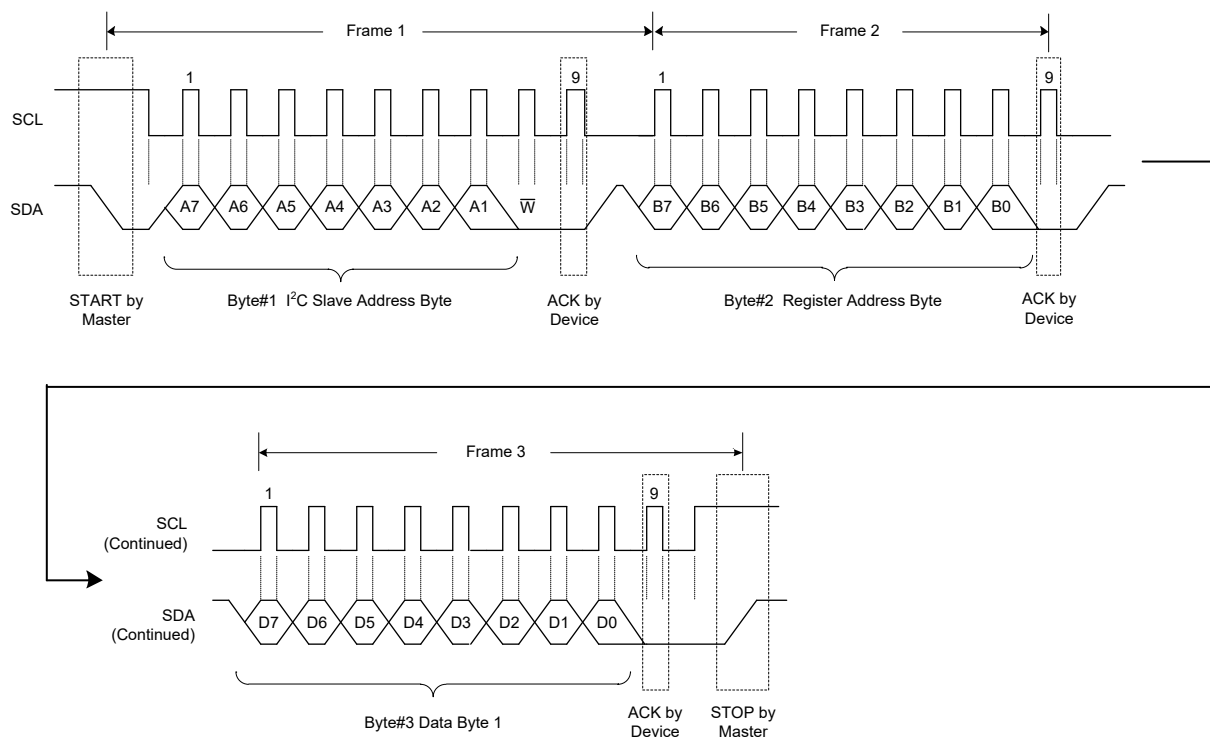 Frame 1 Frame 2
1 9 1 9
SCL
SDA A7 A6 A5 A4 A3 A2 A1 W̅ B7 B6 B5 B4 B3 B2 B1 B0
START by
Master
Byte#1 I²C Slave Address Byte
ACK by
Device
Byte#2 Register Address Byte
ACK by
Device
Frame 3
1 9
SCL
(Continued)
SDA
(Continued)
D7 D6 D5 D4 D3 D2 D1 D0
Byte#3 Data Byte 1
ACK by
Device
STOP by
Master